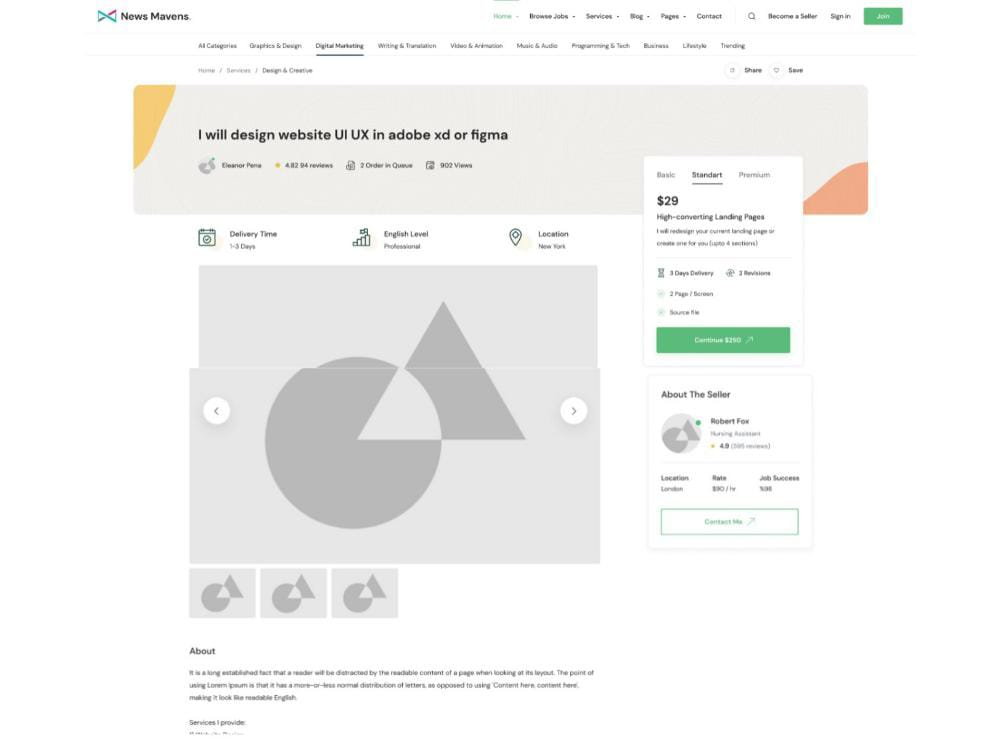 News Mavens.
Home Browse Jobs Services Blog Pages Contact Become a Seller Sign in Join
All Categories Graphics & Design Digital Marketing Writing & Translation Video & Animation Music & Audio Programming & Tech Business Lifestyle Trending
Home / Services / Design & Creative Share Save
I will design website UI UX in adobe xd or figma
Eleanor Pena 4.82 94 reviews 2 Order in Queue 902 Views
Basic Standart Premium
$29
High-converting Landing Pages
I will redesign your current landing page or
create one for you (upto 4 sections)
3 Days Delivery 2 Revisions
2 Page / Screen
Source file
Continue $290
Delivery Time
1-3 Days
English Level
Professional
Location
New York
About The Seller
Robert Fox
Nursing Assistant
4.9 (595 reviews)
Location Rate Job Success
London $90 / hr %98
Contact Me
About
It is a long established fact that a reader will be distracted by the readable content of a page when looking at its layout. The point of
using Lorem Ipsum is that it has a more-or-less normal distribution of letters, as opposed to using 'Content here, content here',
making it look like readable English.
Services I provide: